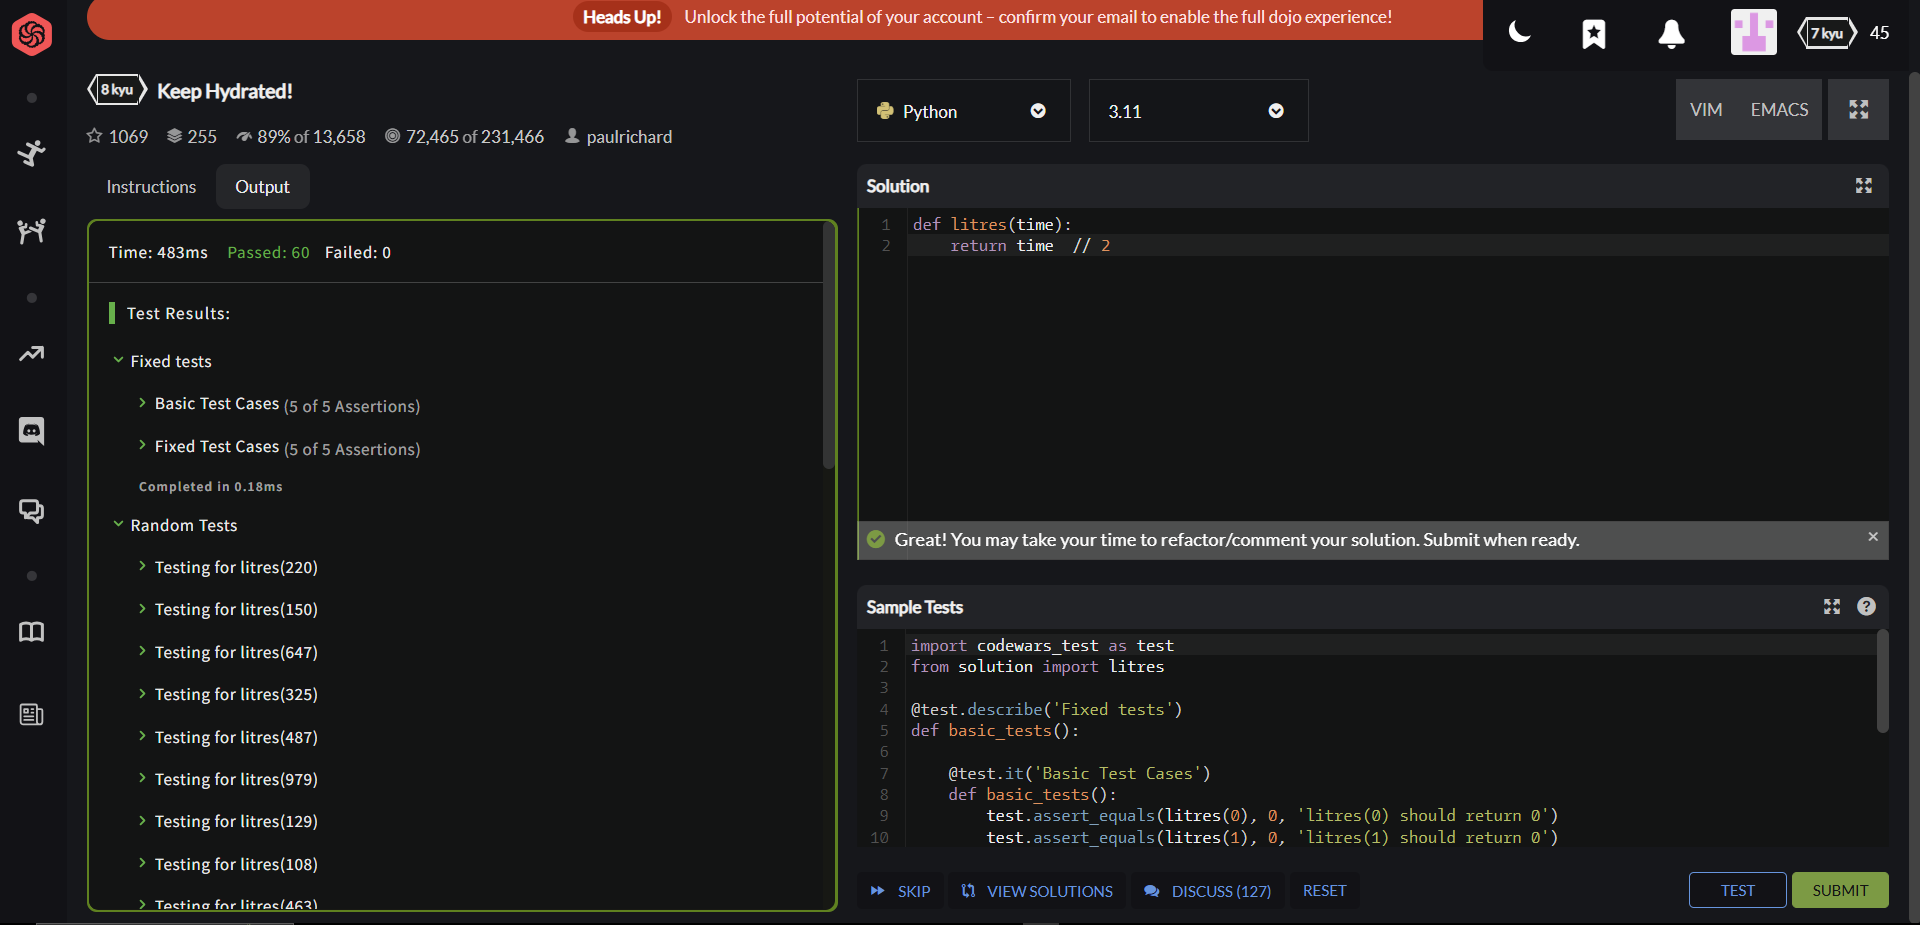 Heads Up! Unlock the full potential of your account – confirm your email to enable the full dojo experience!
7 kyu 45
8 kyu Keep Hydrated!
1069 255 89% of 13,658 72,465 of 231,466 paulrichard
Instructions Output
Time: 483ms Passed: 60 Failed: 0
Test Results:
Fixed tests
Basic Test Cases (5 of 5 Assertions)
Fixed Test Cases (5 of 5 Assertions)
Completed in 0.18ms
Random Tests
Testing for litres(220)
Testing for litres(150)
Testing for litres(647)
Testing for litres(325)
Testing for litres(487)
Testing for litres(979)
Testing for litres(129)
Testing for litres(108)
Testing for litres(463)
Python 3.11 VIM EMACS
Solution
1 def litres(time):
2     return time  // 2
Great! You may take your time to refactor/comment your solution. Submit when ready. ×
Sample Tests ?
1 import codewars_test as test
2 from solution import litres
3
4 @test.describe('Fixed tests')
5 def basic_tests():
6
7     @test.it('Basic Test Cases')
8     def basic_tests():
9         test.assert_equals(litres(0), 0, 'litres(0) should return 0')
10         test.assert_equals(litres(1), 0, 'litres(1) should return 0')
SKIP VIEW SOLUTIONS DISCUSS (127) RESET TEST SUBMIT